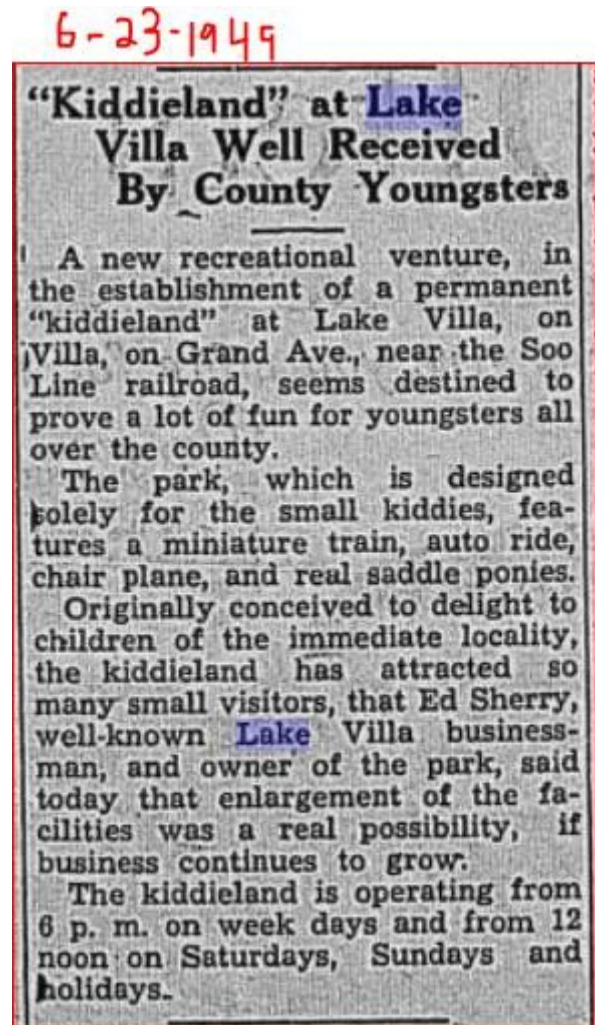 6-23-1949
"Kiddieland" at Lake
Villa Well Received
By County Youngsters
A new recreational venture, in
the establishment of a permanent
"kiddieland" at Lake Villa, on
Villa, on Grand Ave., near the Soo
Line railroad, seems destined to
prove a lot of fun for youngsters all
over the county.
The park, which is designed
solely for the small kiddies, fea-
tures a miniature train, auto ride,
chair plane, and real saddle ponies.
Originally conceived to delight to
children of the immediate locality,
the kiddieland has attracted so
many small visitors, that Ed Sherry,
well-known Lake Villa business-
man, and owner of the park, said
today that enlargement of the fa-
cilities was a real possibility, if
business continues to grow.
The kiddieland is operating from
6 p. m. on week days and from 12
noon on Saturdays, Sundays and
holidays.